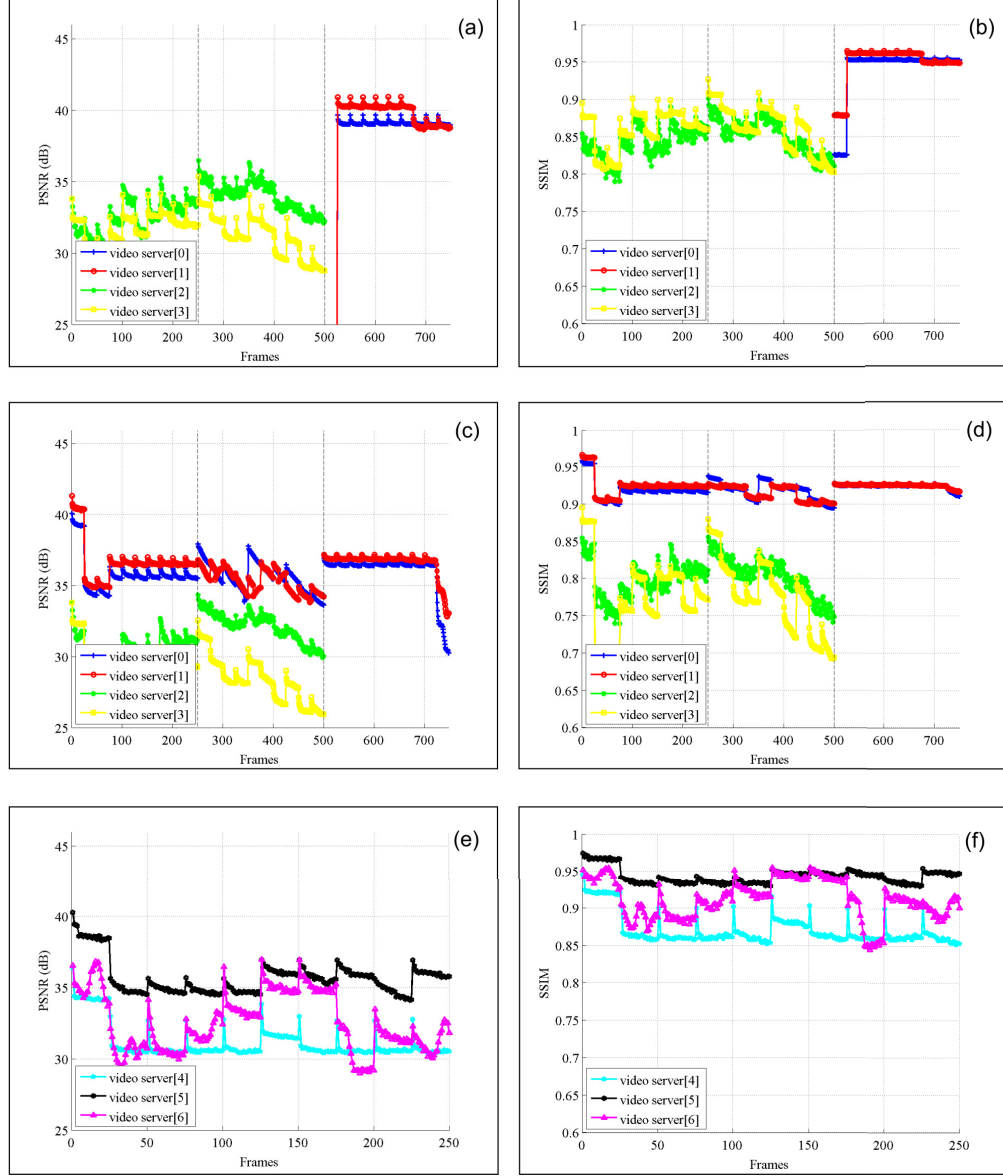 (a)
45
40
35
30
25
PSNR (dB)
video server[0]
video server[1]
video server[2]
video server[3]
0 100 200 300 400 500 600 700
Frames
(b)
1
0.95
0.9
0.85
0.8
0.75
0.7
0.65
0.6
SSIM
video server[0]
video server[1]
video server[2]
video server[3]
0 100 200 300 400 500 600 700
Frames
(c)
45
40
35
30
25
PSNR (dB)
video server[0]
video server[1]
video server[2]
video server[3]
0 100 200 300 400 500 600 700
Frames
(d)
1
0.95
0.9
0.85
0.8
0.75
0.7
0.65
0.6
SSIM
video server[0]
video server[1]
video server[2]
video server[3]
0 100 200 300 400 500 600 700
Frames
(e)
45
40
35
30
25
PSNR (dB)
video server[4]
video server[5]
video server[6]
0 50 100 150 200 250
Frames
(f)
1
0.95
0.9
0.85
0.8
0.75
0.7
0.65
0.6
SSIM
video server[4]
video server[5]
video server[6]
0 50 100 150 200 250
Frames